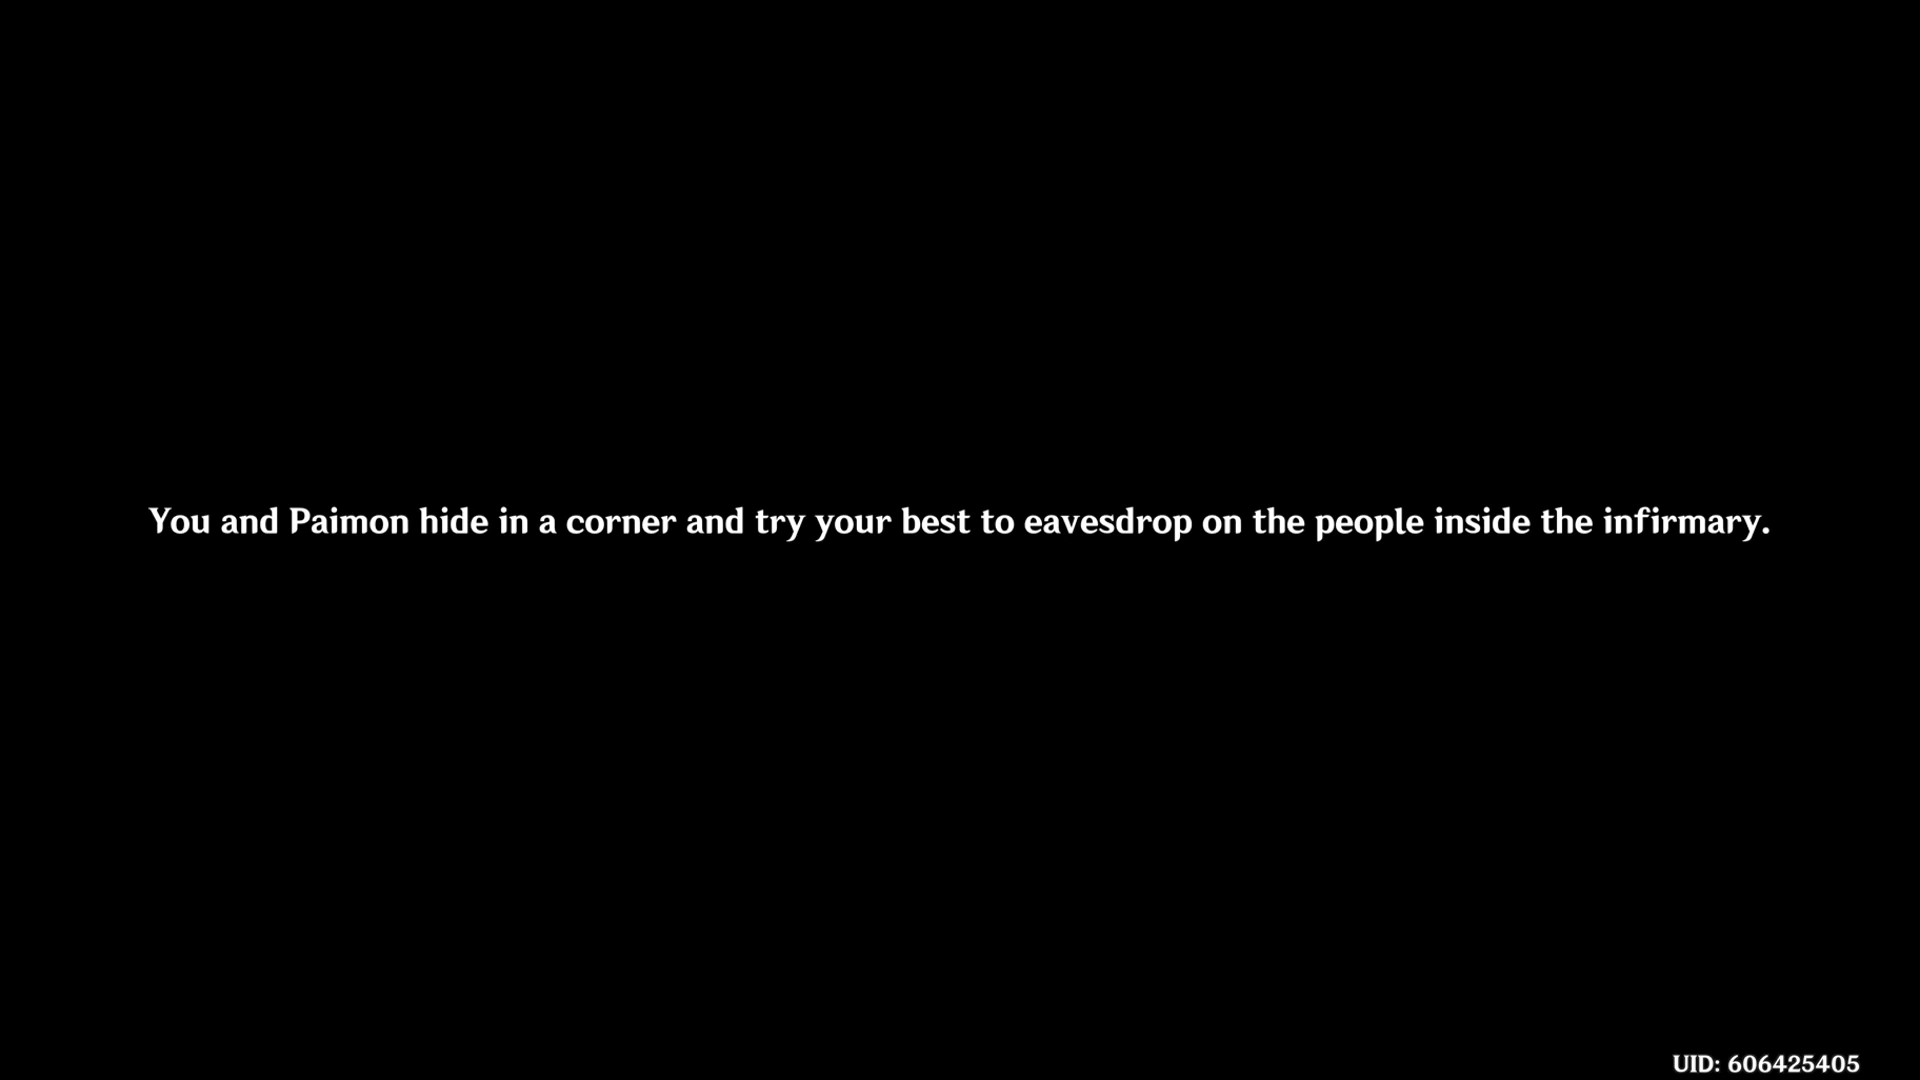 You and Paimon hide in a corner and try your best to eavesdrop on the people inside the infirmary.
UID: 606425405